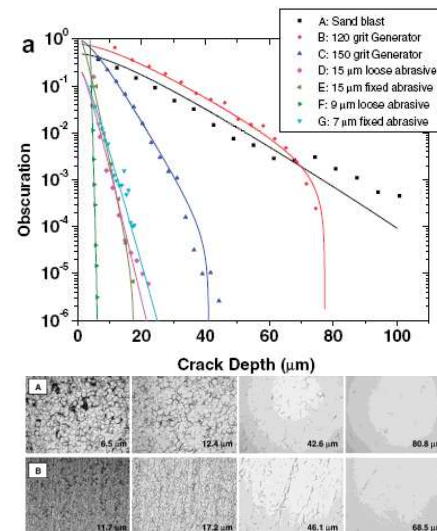 a
A: Sand blast
B: 120 grit Generator
C: 150 grit Generator
D: 15 μm loose abrasive
E: 15 μm fixed abrasive
F: 9 μm loose abrasive
G: 7 μm fixed abrasive
Obscuration
10⁰
10⁻¹
10⁻²
10⁻³
10⁻⁴
10⁻⁵
10⁻⁶
0 20 40 60 80 100
Crack Depth (μm)
A
6.5 μm 12.4 μm 42.6 μm 80.8 μm
B
11.7 μm 17.2 μm 46.1 μm 68.5 μm